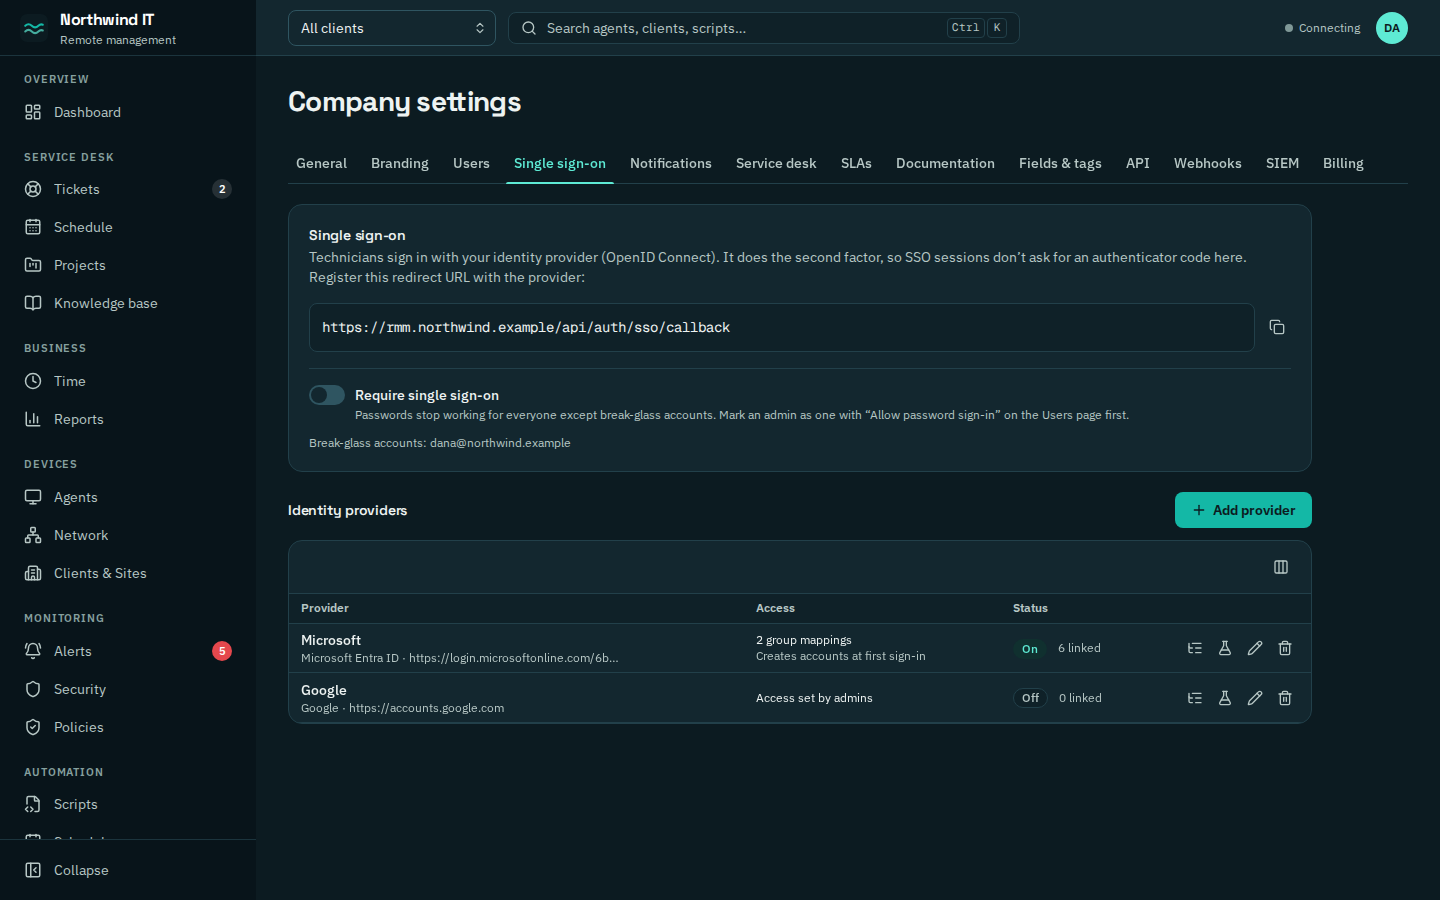 Northwind IT
Remote management
All clients
Search agents, clients, scripts...
Ctrl K
Connecting
DA
OVERVIEW
Dashboard
SERVICE DESK
Tickets
2
Schedule
Projects
Knowledge base
BUSINESS
Time
Reports
DEVICES
Agents
Network
Clients & Sites
MONITORING
Alerts
5
Security
Policies
AUTOMATION
Scripts
Collapse
Company settings
General Branding Users Single sign-on Notifications Service desk SLAs Documentation Fields & tags API Webhooks SIEM Billing
Single sign-on
Technicians sign in with your identity provider (OpenID Connect). It does the second factor, so SSO sessions don’t ask for an authenticator code here.
Register this redirect URL with the provider:
https://rmm.northwind.example/api/auth/sso/callback
Require single sign-on
Passwords stop working for everyone except break-glass accounts. Mark an admin as one with “Allow password sign-in” on the Users page first.
Break-glass accounts: dana@northwind.example
Identity providers
Add provider
Provider Access Status
Microsoft
Microsoft Entra ID · https://login.microsoftonline.com/6b...
2 group mappings
Creates accounts at first sign-in
On 6 linked
Google
Google · https://accounts.google.com
Access set by admins
Off 0 linked